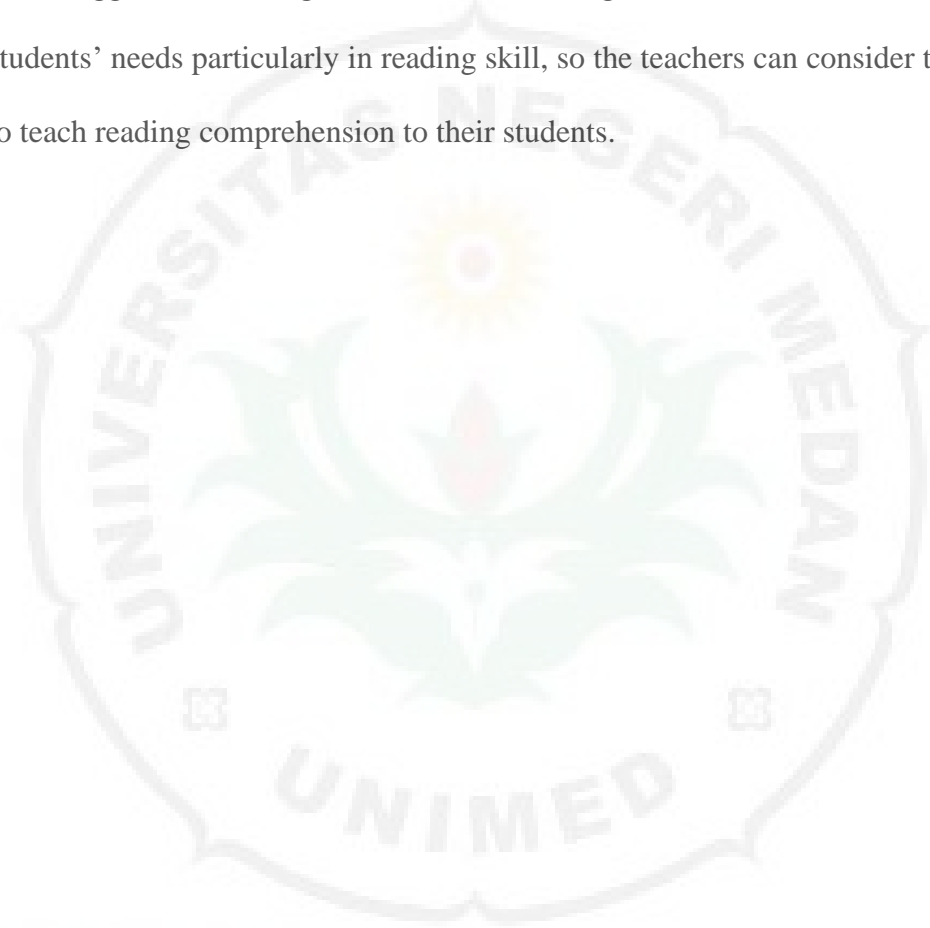 tudents’ needs particularly in reading skill, so the teachers can consider t
o teach reading comprehension to their students.
UNIVERSITAS NEGERI MEDAN
UNIMED